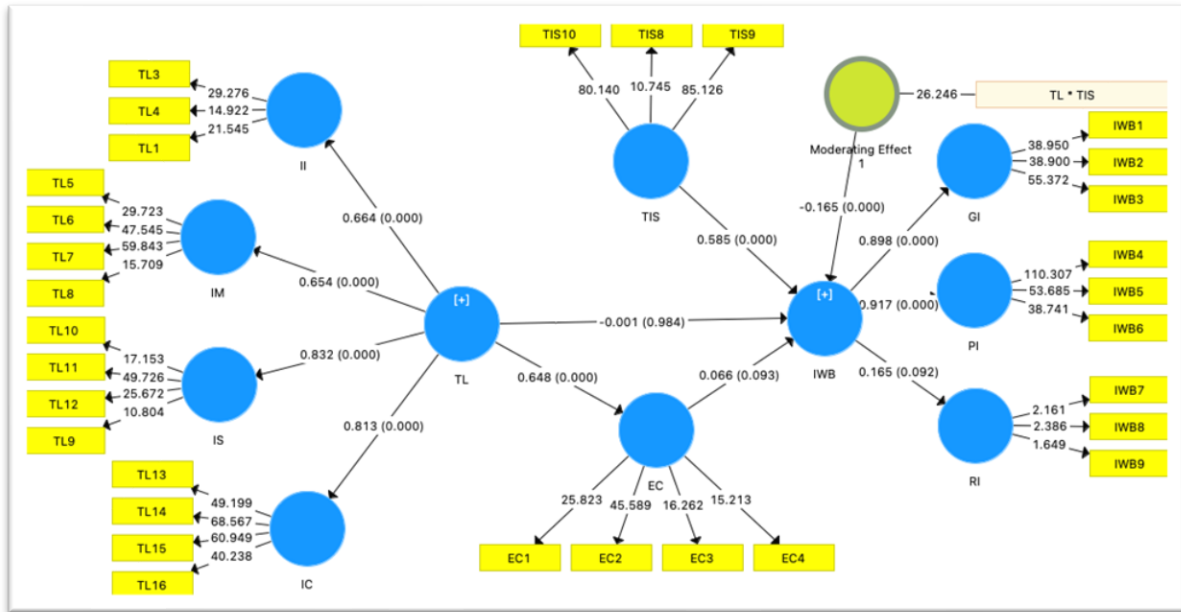 TIS10
TIS8
TIS9
80.140
10.745
85.126
TIS
TL3
TL4
TL1
29.276
14.922
21.545
II
26.246
TL * TIS
Moderating Effect
1
IWB1
IWB2
IWB3
38.950
38.900
55.372
GI
TL5
TL6
TL7
TL8
29.723
47.545
59.843
15.709
IM
0.664 (0.000)
0.654 (0.000)
0.585 (0.000)
-0.165 (0.000)
0.898 (0.000)
IWB4
IWB5
IWB6
110.307
53.685
38.741
PI
TL10
TL11
TL12
TL9
17.153
49.726
25.672
10.804
IS
0.832 (0.000)
[+]
TL
-0.001 (0.984)
[+]
IWB
0.917 (0.000)
0.813 (0.000)
0.648 (0.000)
0.066 (0.093)
0.165 (0.092)
IWB7
IWB8
IWB9
2.161
2.386
1.649
RI
TL13
TL14
TL15
TL16
49.199
68.567
60.949
40.238
IC
EC
25.823
45.589
16.262
15.213
EC1
EC2
EC3
EC4